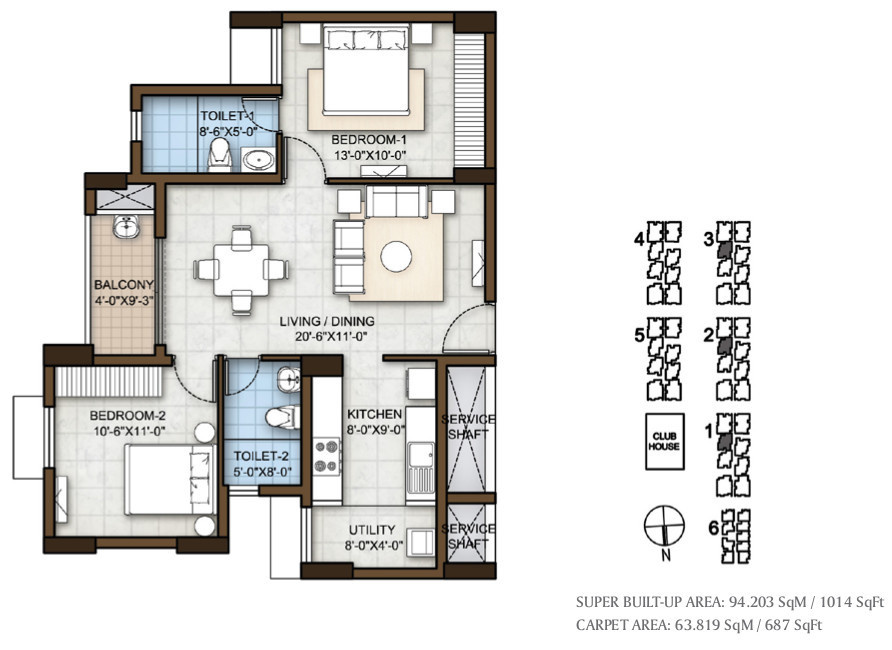 TOILET-1
8'-6"X5'-0"
BEDROOM-1
13'-0"X10'-0"
BALCONY
4'-0"X9'-3"
LIVING / DINING
20'-6"X11'-0"
BEDROOM-2
10'-6"X11'-0"
TOILET-2
5'-0"X8'-0"
KITCHEN
8'-0"X9'-0"
SERVICE
SHAFT
UTILITY
8'-0"X4'-0"
SERVICE
SHAFT
4
3
5
2
CLUB
HOUSE
1
6
N
SUPER BUILT-UP AREA: 94.203 SqM / 1014 SqFt
CARPET AREA: 63.819 SqM / 687 SqFt